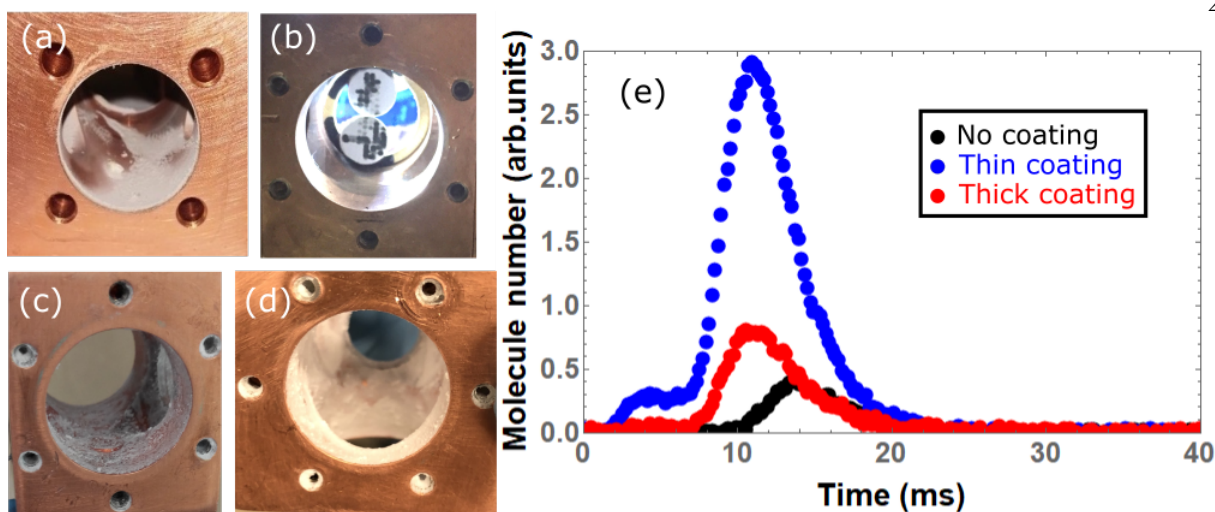 (a)
(b)
(c)
(d)
(e)
Molecule number (arb.units)
3.0
2.5
2.0
1.5
1.0
0.5
0.0
No coating
Thin coating
Thick coating
0
10
20
30
40
Time (ms)